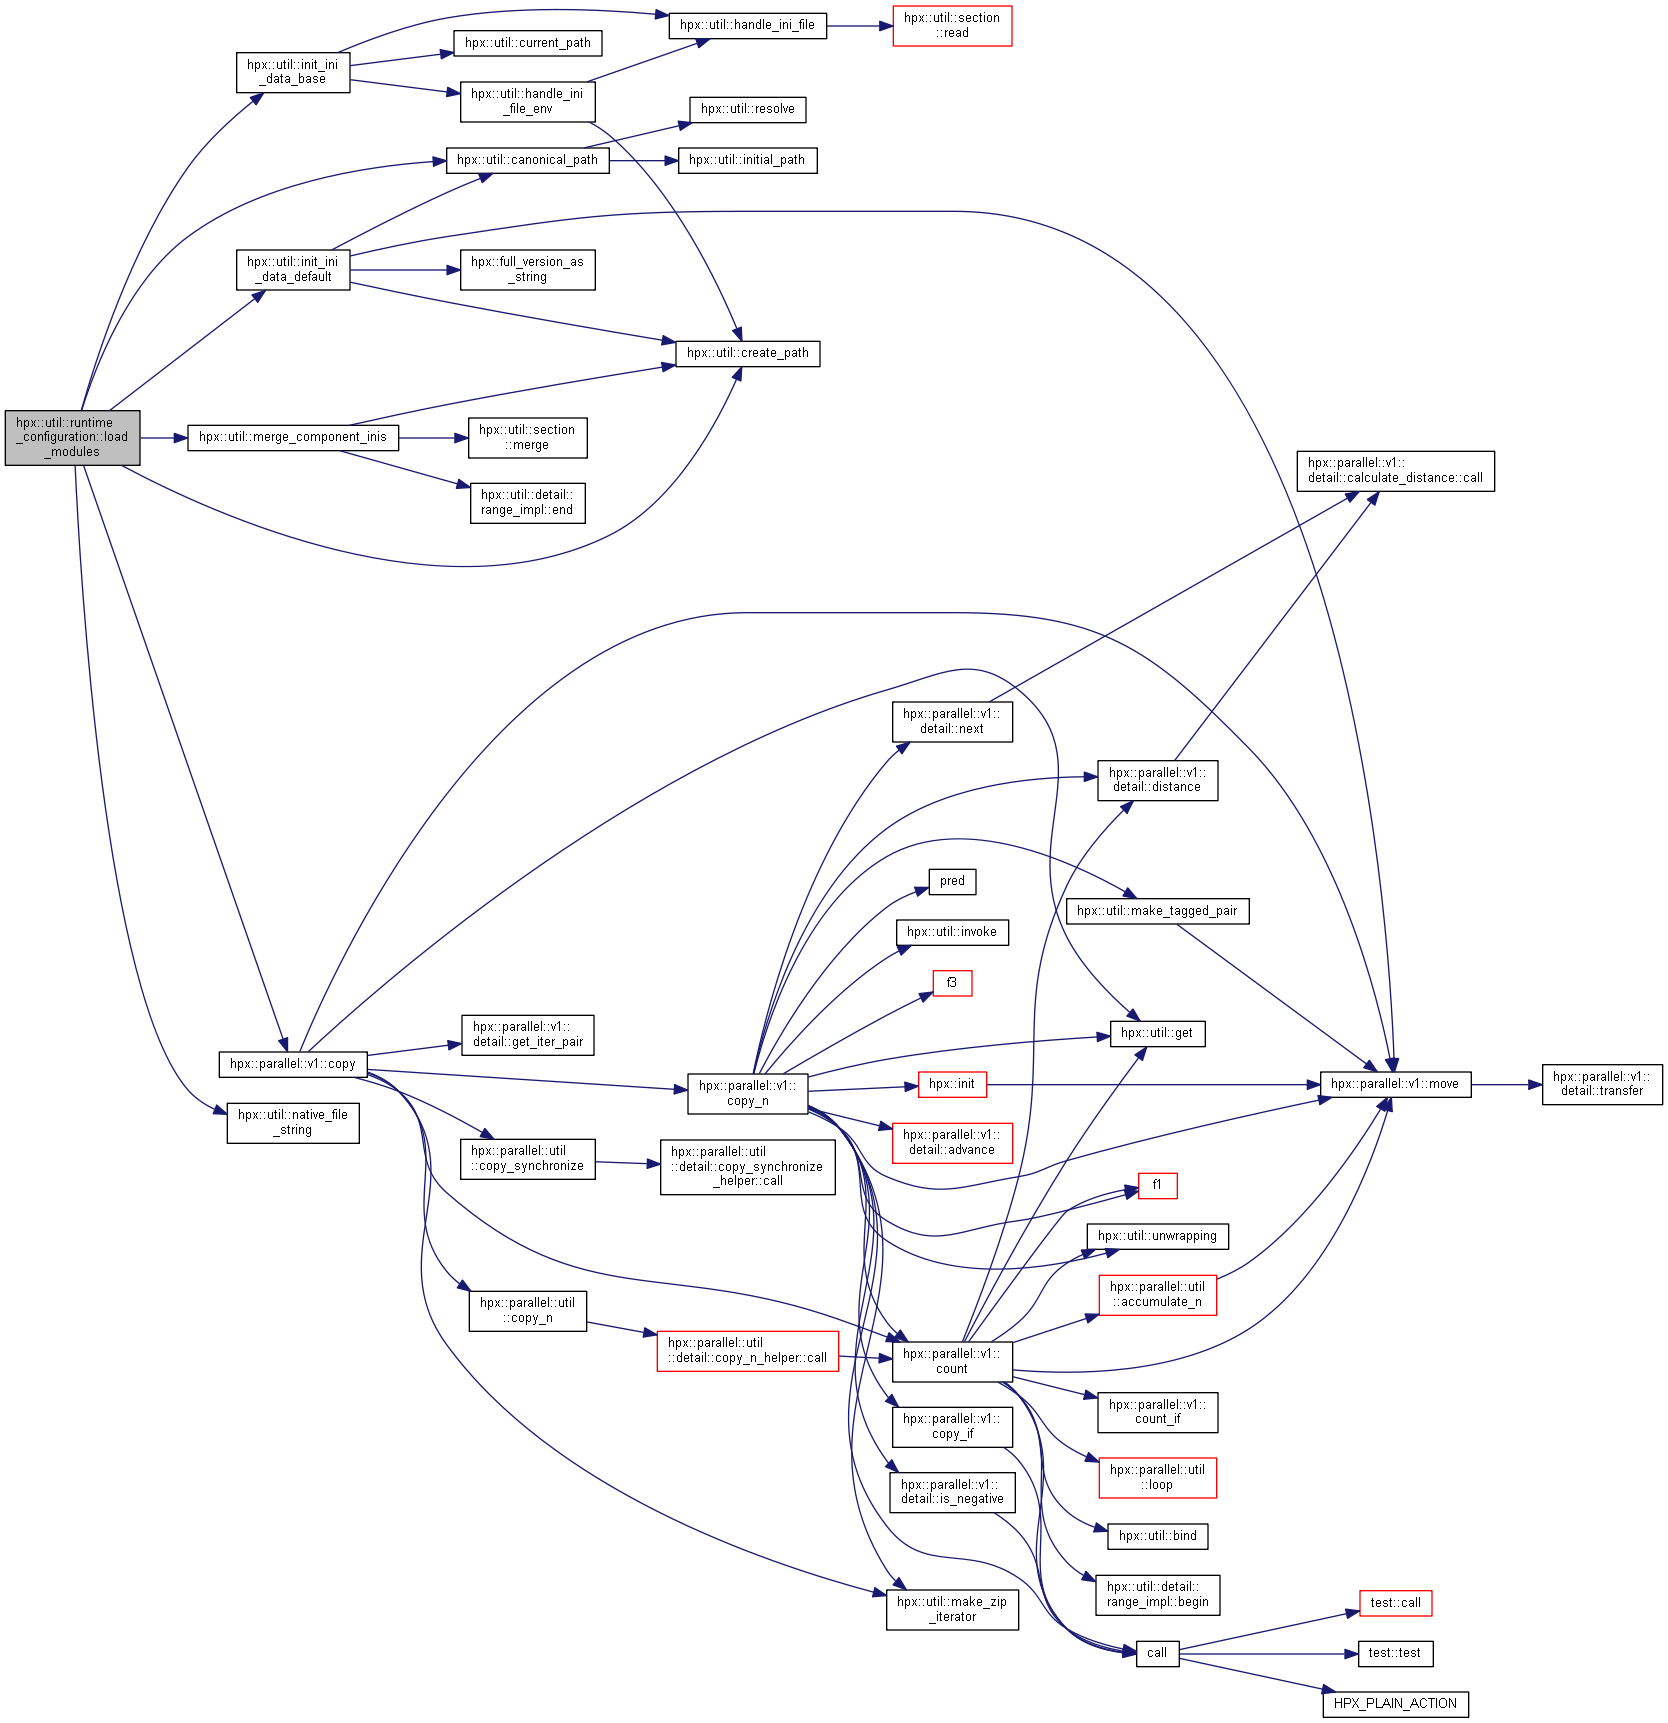 hpx::util::runtime
_configuration::load
_modules
hpx::util::init_ini
_data_base
hpx::util::handle_ini_file
hpx::util::section
::read
hpx::util::current_path
hpx::util::handle_ini
_file_env
hpx::util::resolve
hpx::util::canonical_path
hpx::util::initial_path
hpx::util::init_ini
_data_default
hpx::full_version_as
_string
hpx::util::create_path
hpx::util::merge_component_inis
hpx::util::section
::merge
hpx::util::detail::
range_impl::end
hpx::parallel::v1::
detail::calculate_distance::call
hpx::parallel::v1::
detail::next
hpx::parallel::v1::
detail::distance
pred
hpx::util::make_tagged_pair
hpx::util::invoke
f3
hpx::util::get
hpx::parallel::v1::
detail::get_iter_pair
hpx::parallel::v1::copy
hpx::parallel::v1::
copy_n
hpx::init
hpx::parallel::v1::move
hpx::parallel::v1::
detail::transfer
hpx::util::native_file
_string
hpx::parallel::v1::
detail::advance
hpx::parallel::util
::copy_synchronize
hpx::parallel::util
::detail::copy_synchronize
_helper::call
f1
hpx::util::unwrapping
hpx::parallel::util
::accumulate_n
hpx::parallel::util
::copy_n
hpx::parallel::util
::detail::copy_n_helper::call
hpx::parallel::v1::
count
hpx::parallel::v1::
count_if
hpx::parallel::v1::
copy_if
hpx::parallel::util
::loop
hpx::parallel::v1::
detail::is_negative
hpx::util::bind
hpx::util::detail::
range_impl::begin
hpx::util::make_zip
_iterator
test::call
call
test::test
HPX_PLAIN_ACTION